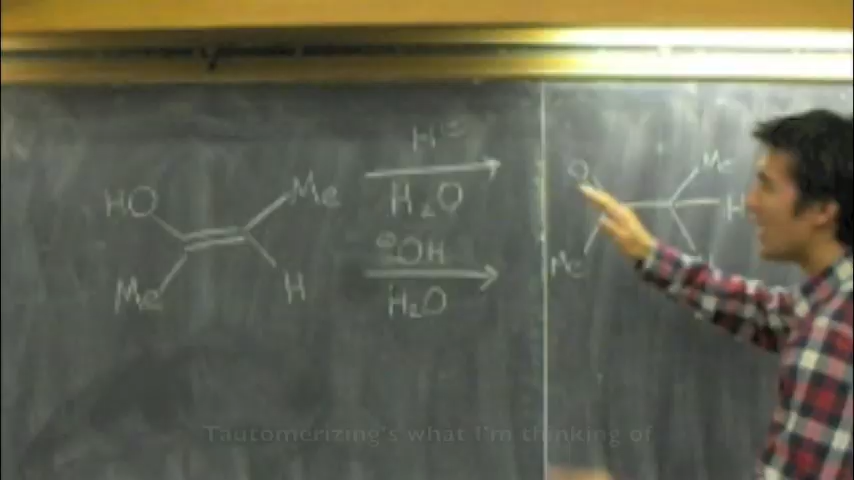 HO
Me
Me
H
H⊕
H₂O
⊖OH
H₂O
O
Me
Me
H
Tautomerizing's what I'm thinking of